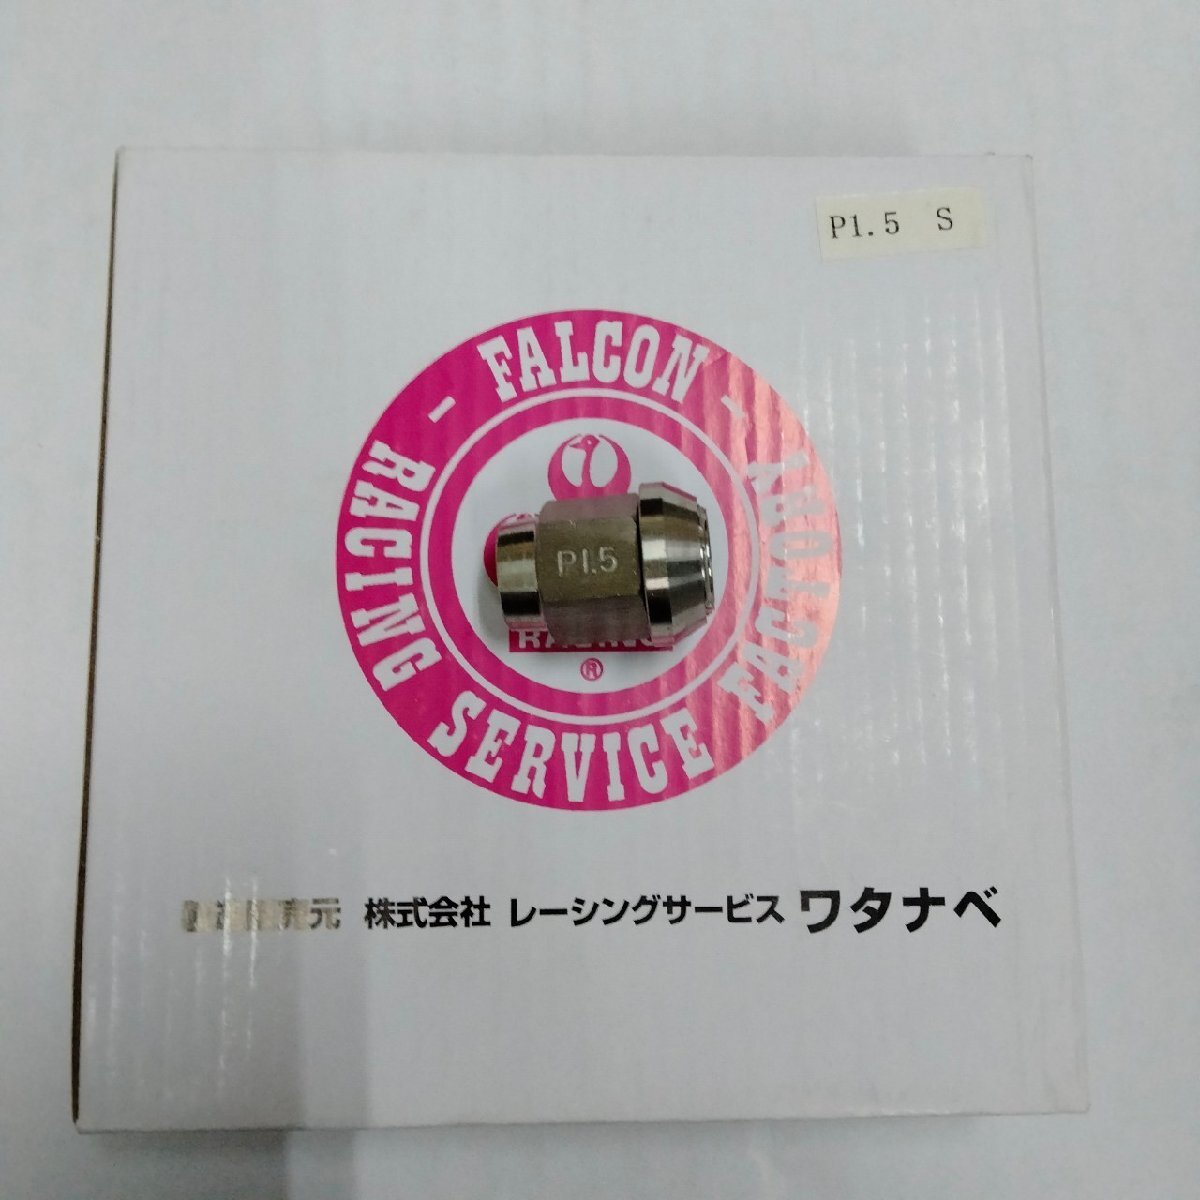 P1.5 S
- FALCON -
RACING SERVICE FACTORY
P1.5
RACING
®
元 株式会社 レーシングサービス ワタナベ